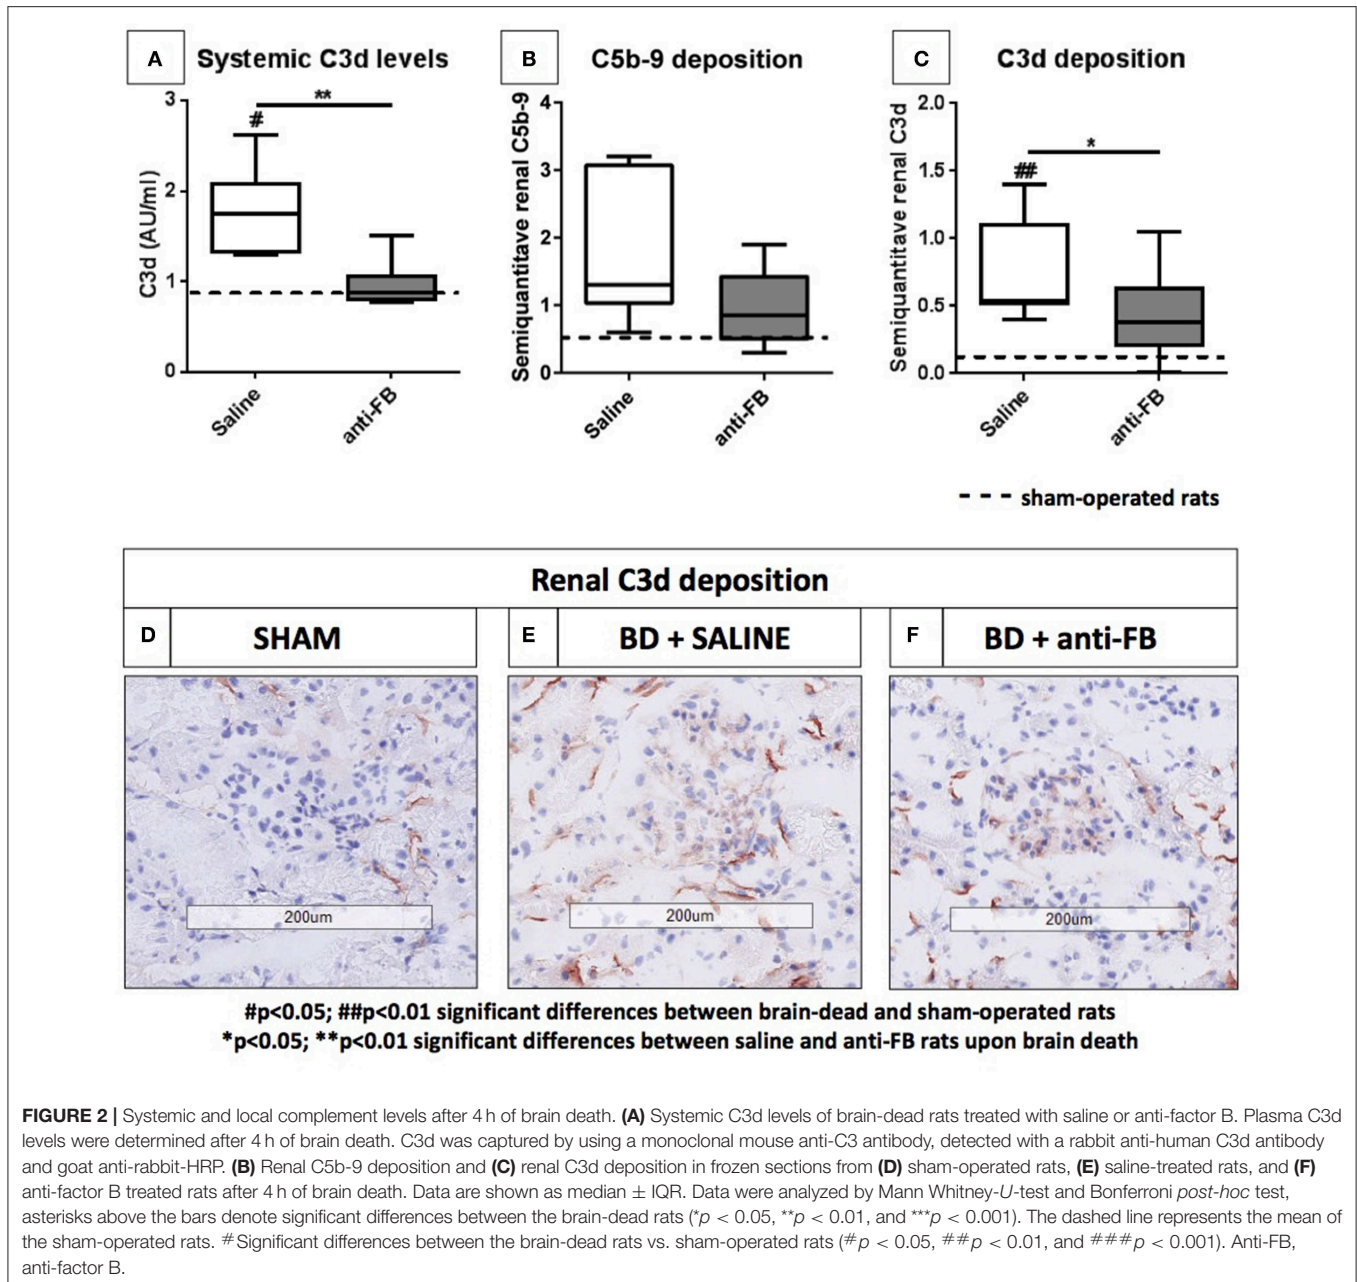 A Systemic C3d levels
B C5b-9 deposition
C C3d deposition
C3d (AU/ml)
3
2
1
0
**
#
Saline
anti-FB
Semiquantitative renal C5b-9
4
3
2
1
0
Saline
anti-FB
Semiquantitave renal C3d
2.0
1.5
1.0
0.5
0.0
*
##
Saline
anti-FB
sham-operated rats
Renal C3d deposition
D SHAM
E BD + SALINE
F BD + anti-FB
200um
200um
200um
#p<0.05; ##p<0.01 significant differences between brain-dead and sham-operated rats
*p<0.05; **p<0.01 significant differences between saline and anti-FB rats upon brain death
FIGURE 2 | Systemic and local complement levels after 4 h of brain death. (A) Systemic C3d levels of brain-dead rats treated with saline or anti-factor B. Plasma C3d
levels were determined after 4 h of brain death. C3d was captured by using a monoclonal mouse anti-C3 antibody, detected with a rabbit anti-human C3d antibody
and goat anti-rabbit-HRP. (B) Renal C5b-9 deposition and (C) renal C3d deposition in frozen sections from (D) sham-operated rats, (E) saline-treated rats, and (F)
anti-factor B treated rats after 4 h of brain death. Data are shown as median ± IQR. Data were analyzed by Mann Whitney-U-test and Bonferroni post-hoc test,
asterisks above the bars denote significant differences between the brain-dead rats (*p < 0.05, **p < 0.01, and ***p < 0.001). The dashed line represents the mean of
the sham-operated rats. #Significant differences between the brain-dead rats vs. sham-operated rats (#p < 0.05, ##p < 0.01, and ###p < 0.001). Anti-FB,
anti-factor B.